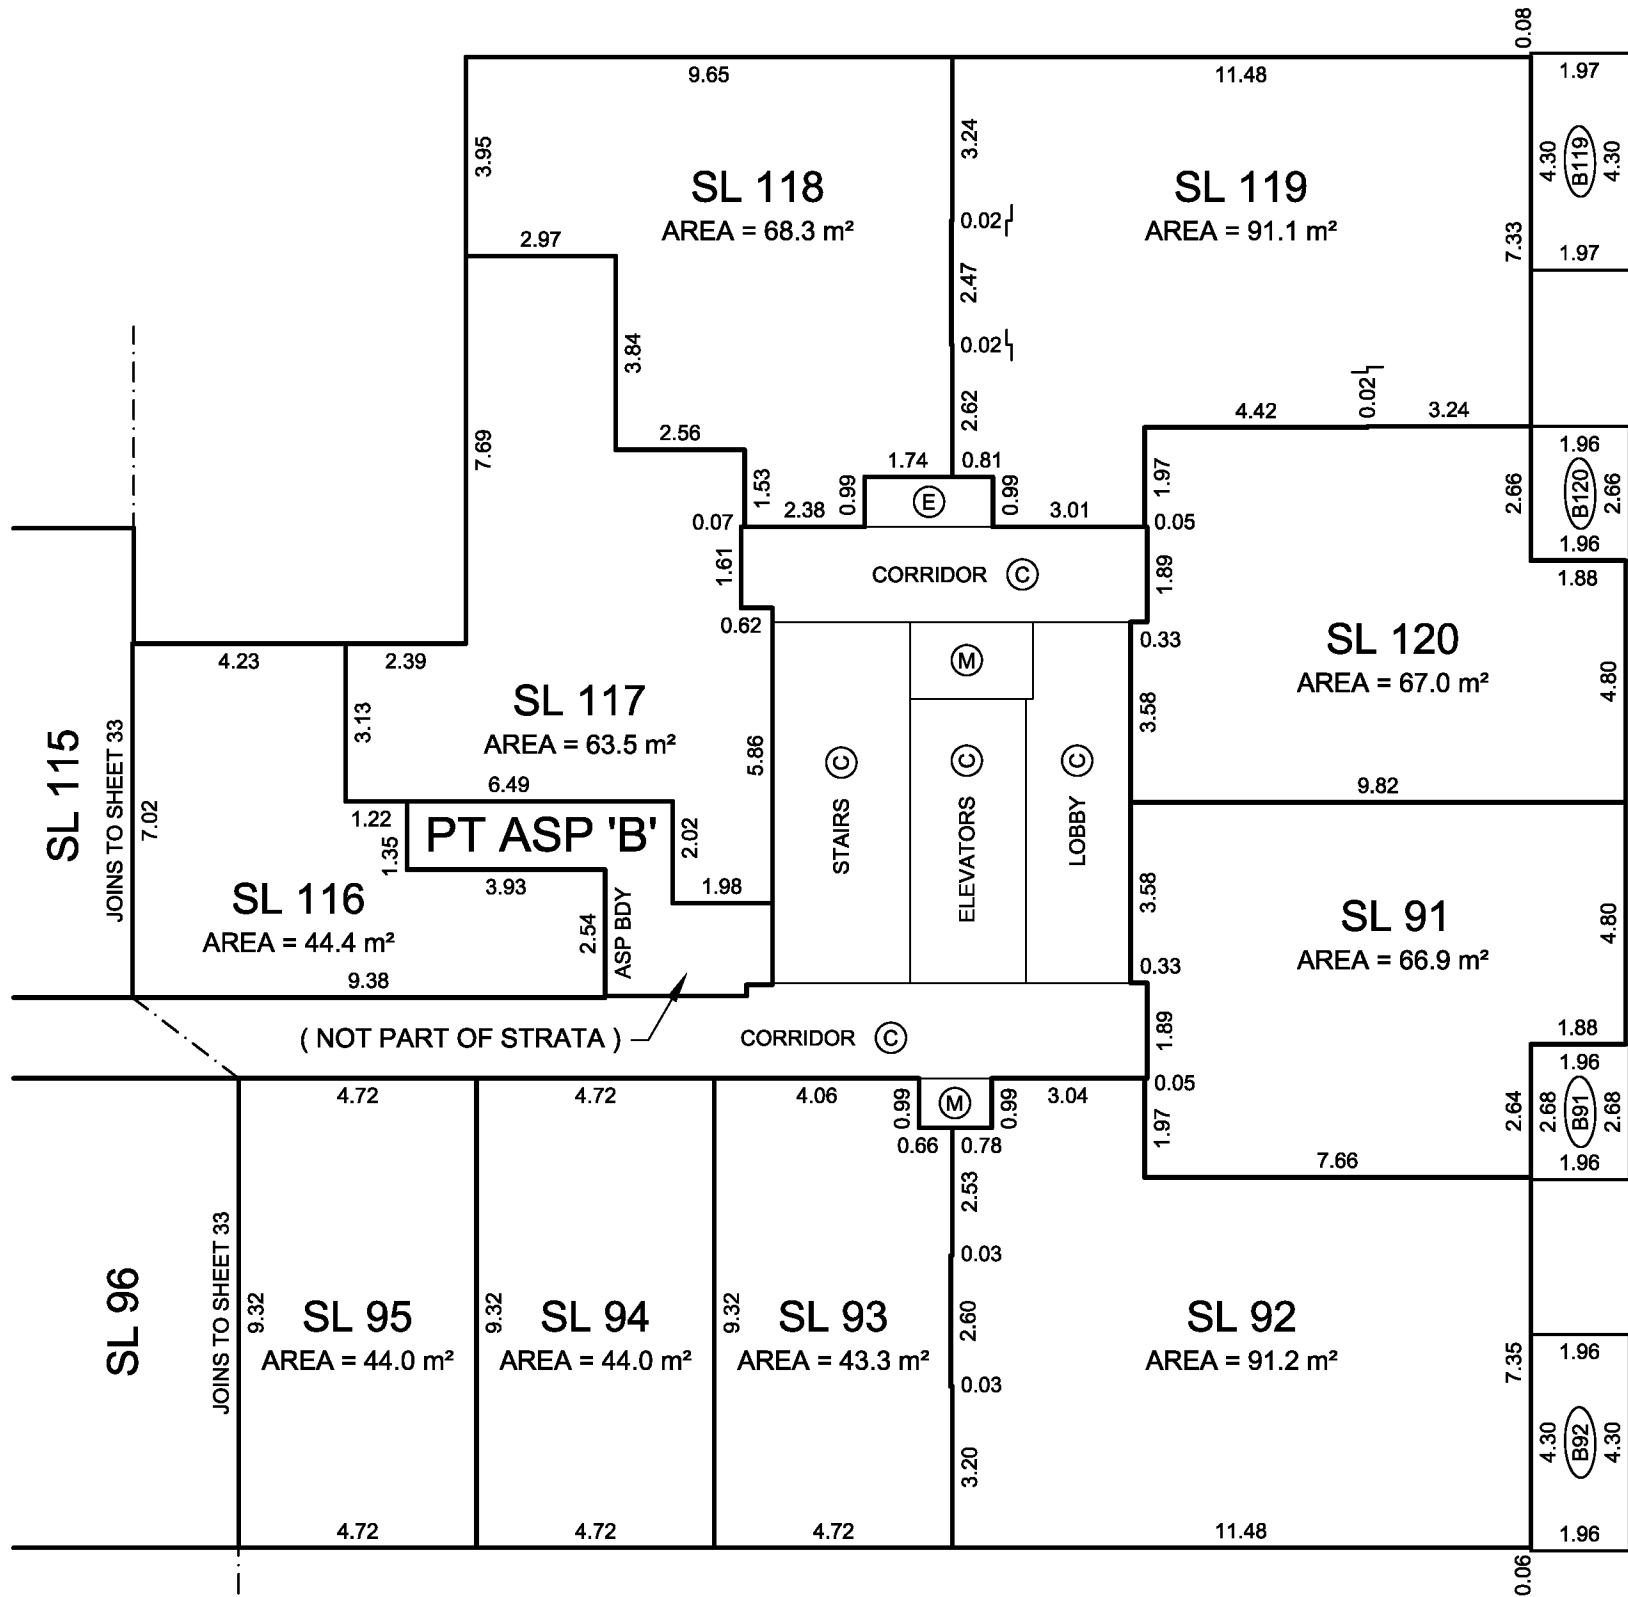 0.08
9.65
11.48
1.97
3.95
3.24
4.30
B119
4.30
SL 118
AREA = 68.3 m²
SL 119
AREA = 91.1 m²
0.02
2.97
7.33
1.97
2.47
3.84
0.02
0.02
2.62
4.42
3.24
7.69
2.56
1.96
1.74
0.81
1.97
2.66
B120
2.66
1.53
0.99
E
0.99
0.07
2.38
3.01
0.05
1.96
1.61
CORRIDOR C
1.89
1.88
0.62
0.33
SL 120
AREA = 67.0 m²
4.23
2.39
M
4.80
SL 117
AREA = 63.5 m²
3.13
3.58
5.86
SL 115
JOINS TO SHEET 33
7.02
STAIRS C
ELEVATORS C
LOBBY C
6.49
9.82
1.22
PT ASP 'B'
2.02
1.35
3.93
1.98
3.58
SL 116
AREA = 44.4 m²
2.54
ASP BDY
SL 91
AREA = 66.9 m²
4.80
0.33
9.38
( NOT PART OF STRATA )
CORRIDOR C
1.89
1.88
1.96
4.72
4.72
4.06
0.99
M
0.99
3.04
0.05
2.64
2.68
B91
2.68
0.66
0.78
1.97
7.66
1.96
2.53
0.03
SL 96
JOINS TO SHEET 33
9.32
SL 95
AREA = 44.0 m²
9.32
SL 94
AREA = 44.0 m²
9.32
SL 93
AREA = 43.3 m²
2.60
SL 92
AREA = 91.2 m²
7.35
1.96
0.03
3.20
4.30
B92
4.30
4.72
4.72
4.72
11.48
1.96
0.06